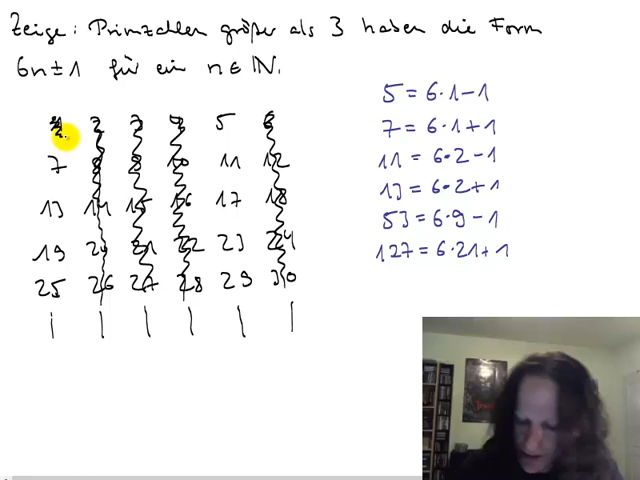 Zeige: Primzahlen größer als 3 haben die Form
6n±1 für ein n∈ℕ.
2 3 5 6
7 8 10 11 12
13 14 15 16 17 18
19 20 21 22 23 24
25 26 27 28 29 30
5 = 6·1−1
7 = 6·1+1
11 = 6·2−1
13 = 6·2+1
53 = 6·9−1
127 = 6·21+1